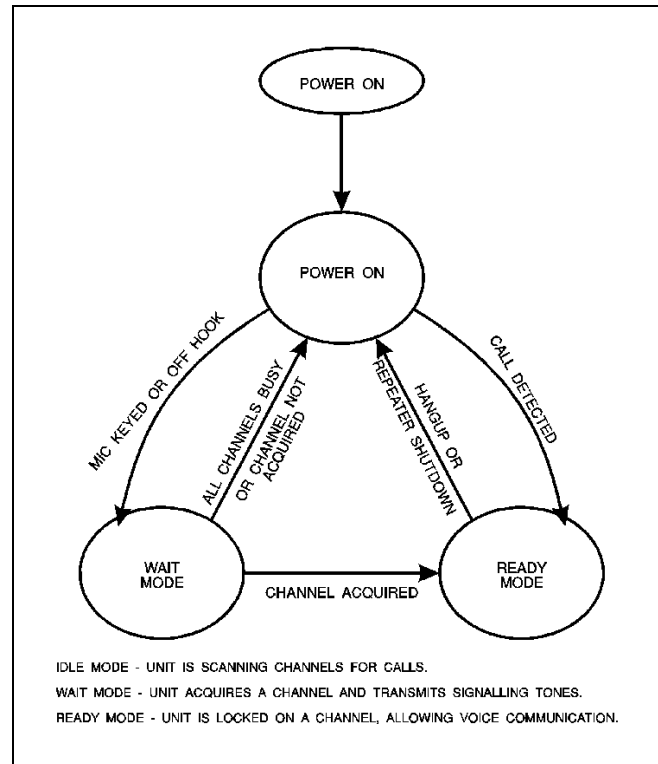 POWER ON
POWER ON
MIC KEYED OR OFF HOOK
ALL CHANNELS BUSY
OR CHANNEL NOT
ACQUIRED
HANGUP OR
REPEATER SHUTDOWN
CALL DETECTED
WAIT
MODE
CHANNEL ACQUIRED
READY
MODE
IDLE MODE - UNIT IS SCANNING CHANNELS FOR CALLS.
WAIT MODE - UNIT ACQUIRES A CHANNEL AND TRANSMITS SIGNALLING TONES.
READY MODE - UNIT IS LOCKED ON A CHANNEL, ALLOWING VOICE COMMUNICATION.